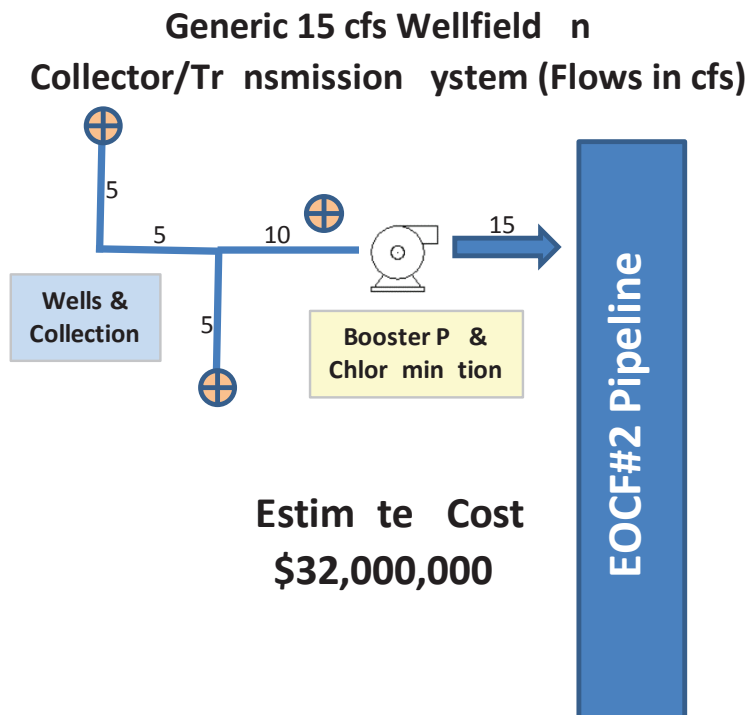 Generic 15 cfs Wellfield n
Collector/Tr nsmission ystem (Flows in cfs)
5
5
10
15
5
Wells &
Collection
Booster P &
Chlor min tion
Estim te Cost
$32,000,000
EOCF#2 Pipeline